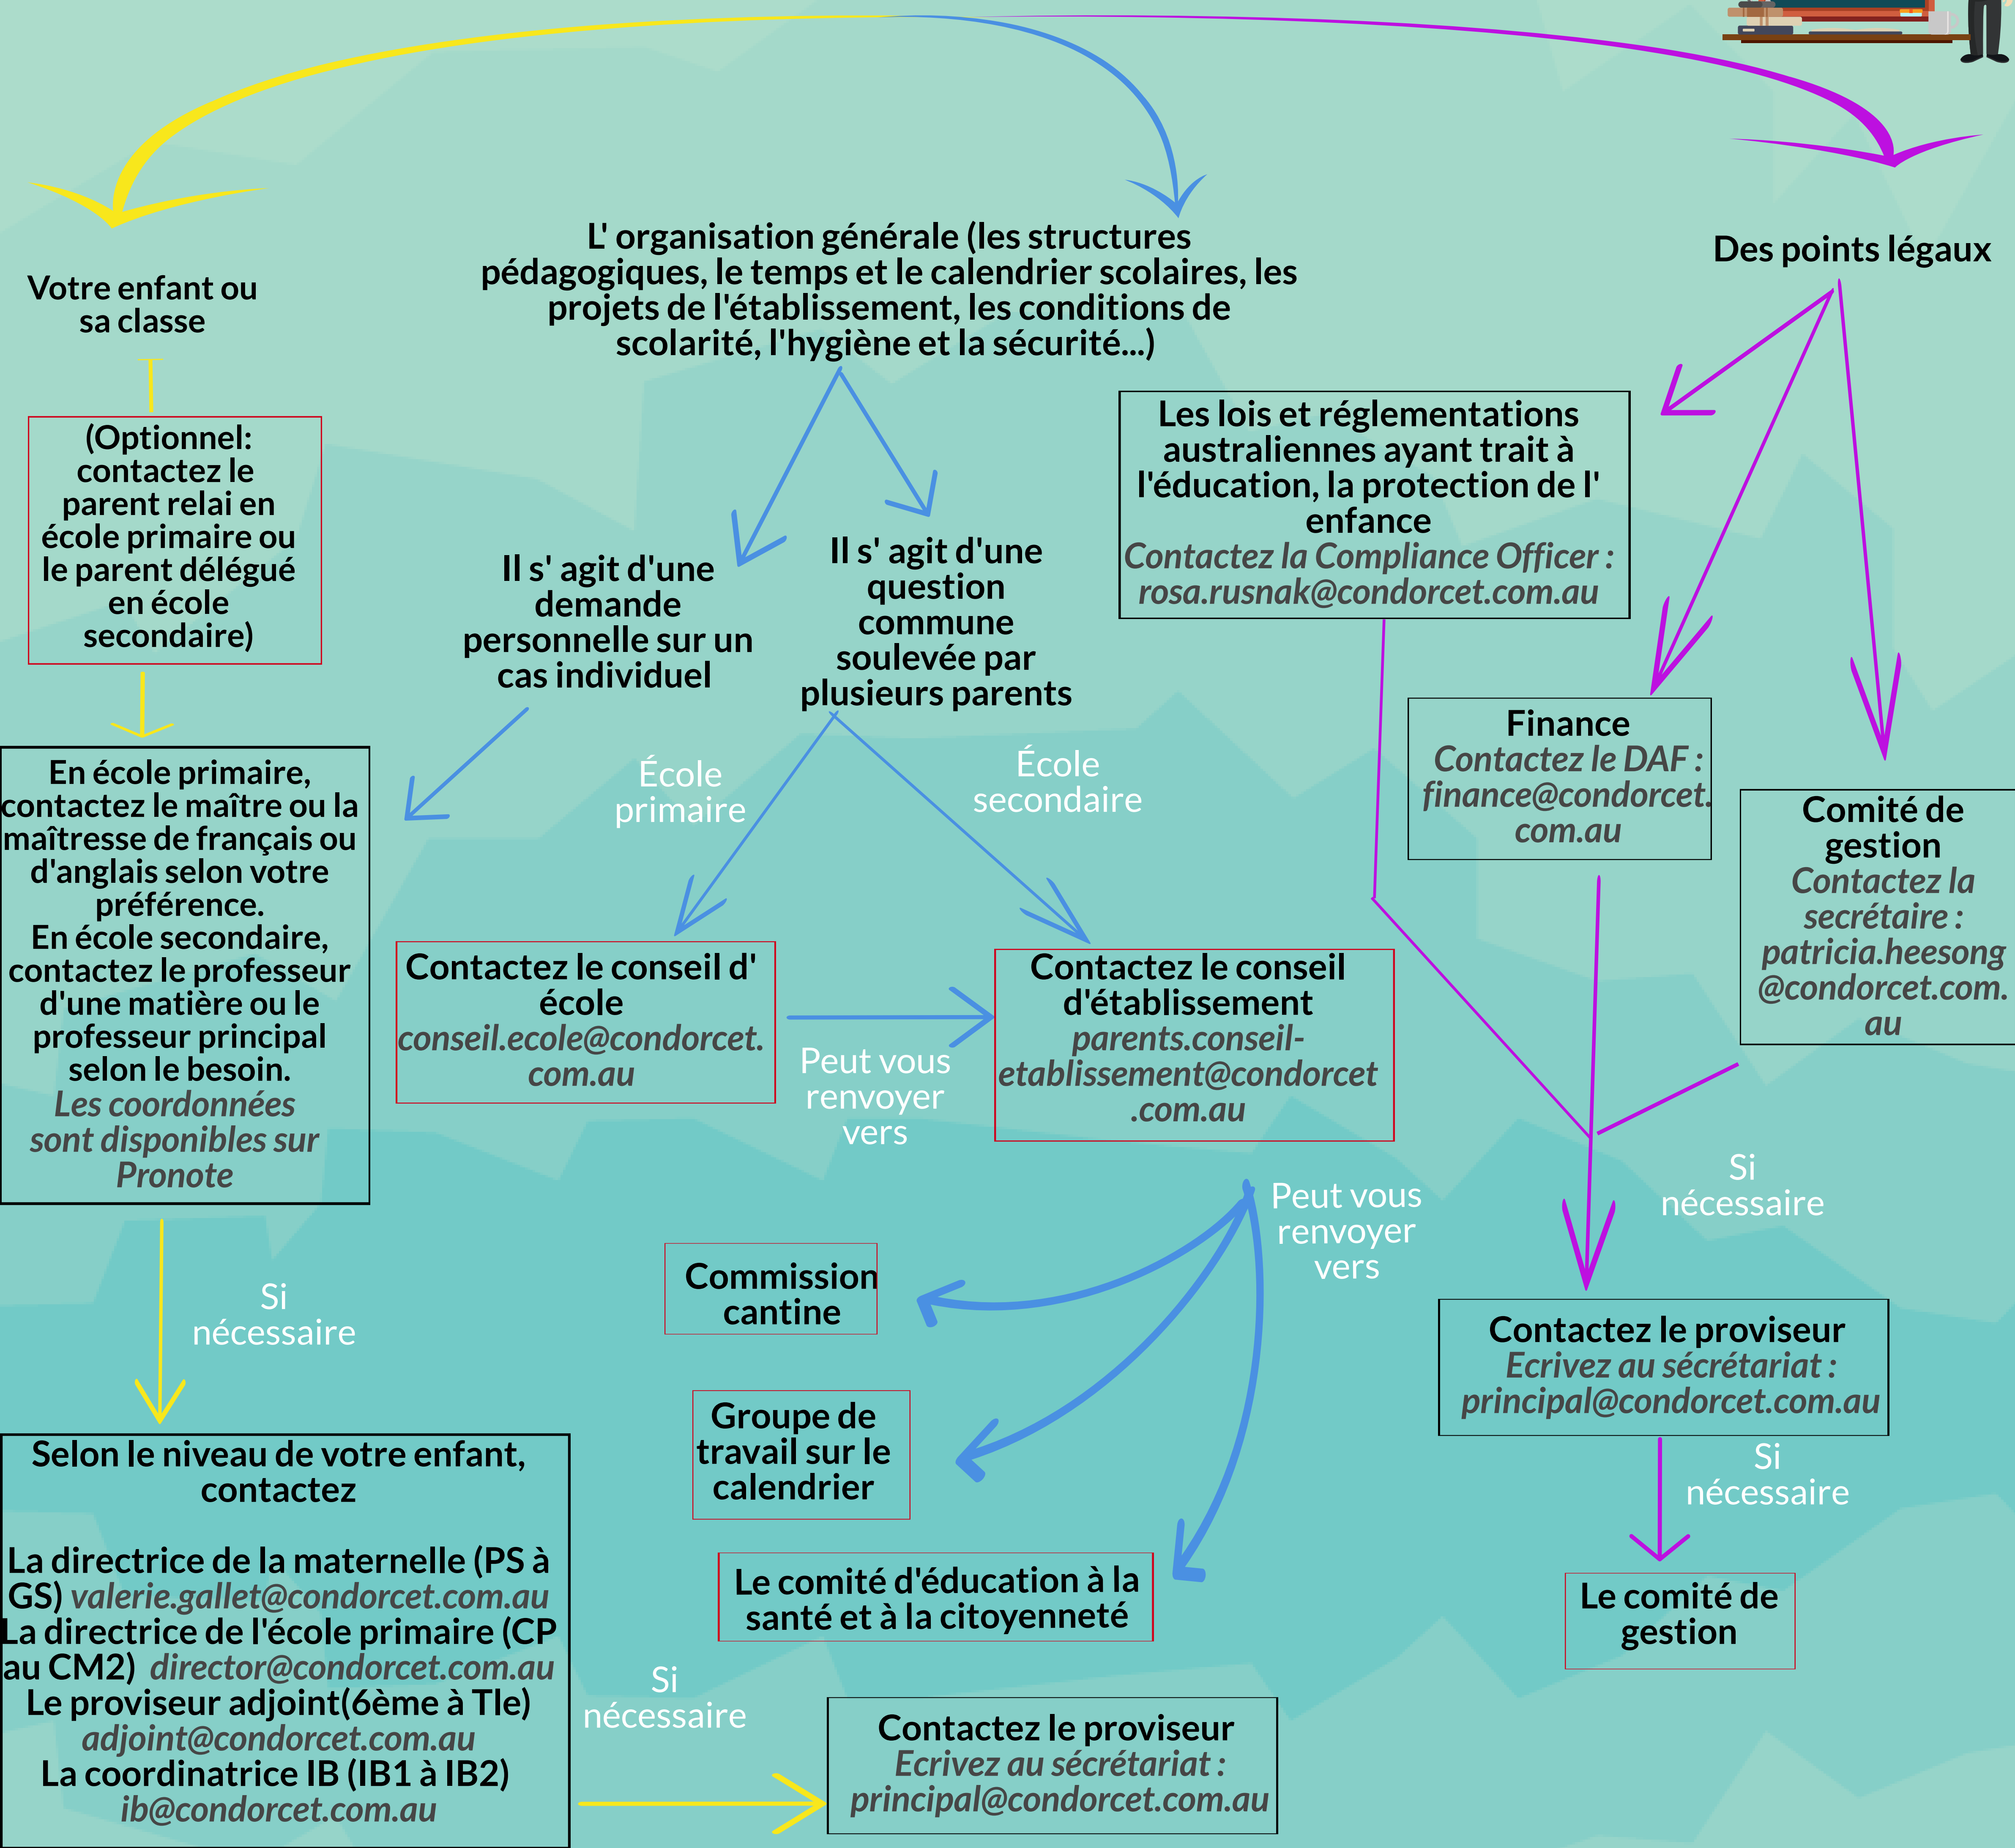 Votre enfant ou
sa classe
(Optionnel:
contactez le
parent relai en
école primaire ou
le parent délégué
en école
secondaire)
En école primaire,
contactez le maître ou la
maîtresse de français ou
d'anglais selon votre
préférence.
En école secondaire,
contactez le professeur
d'une matière ou le
professeur principal
selon le besoin.
Les coordonnées
sont disponibles sur
Pronote
Si
nécessaire
Selon le niveau de votre enfant,
contactez
La directrice de la maternelle (PS à
GS) valerie.gallet@condorcet.com.au
La directrice de l'école primaire (CP
au CM2) director@condorcet.com.au
Le proviseur adjoint(6ème à Tle)
adjoint@condorcet.com.au
La coordinatrice IB (IB1 à IB2)
ib@condorcet.com.au
Si
nécessaire
Contactez le proviseur
Ecrivez au sécrétariat :
principal@condorcet.com.au
L' organisation générale (les structures
pédagogiques, le temps et le calendrier scolaires, les
projets de l'établissement, les conditions de
scolarité, l'hygiène et la sécurité...)
Il s' agit d'une
demande
personnelle sur un
cas individuel
Il s' agit d'une
question
commune
soulevée par
plusieurs parents
École
primaire
École
secondaire
Contactez le conseil d'
école
conseil.ecole@condorcet.
com.au
Peut vous
renvoyer
vers
Contactez le conseil
d'établissement
parents.conseil-
etablissement@condorcet
.com.au
Peut vous
renvoyer
vers
Commission
cantine
Groupe de
travail sur le
calendrier
Le comité d'éducation à la
santé et à la citoyenneté
Des points légaux
Les lois et réglementations
australiennes ayant trait à
l'éducation, la protection de l'
enfance
Contactez la Compliance Officer :
rosa.rusnak@condorcet.com.au
Finance
Contactez le DAF :
finance@condorcet.
com.au
Comité de
gestion
Contactez la
secrétaire :
patricia.heesong
@condorcet.com.
au
Si
nécessaire
Contactez le proviseur
Ecrivez au sécrétariat :
principal@condorcet.com.au
Si
nécessaire
Le comité de
gestion